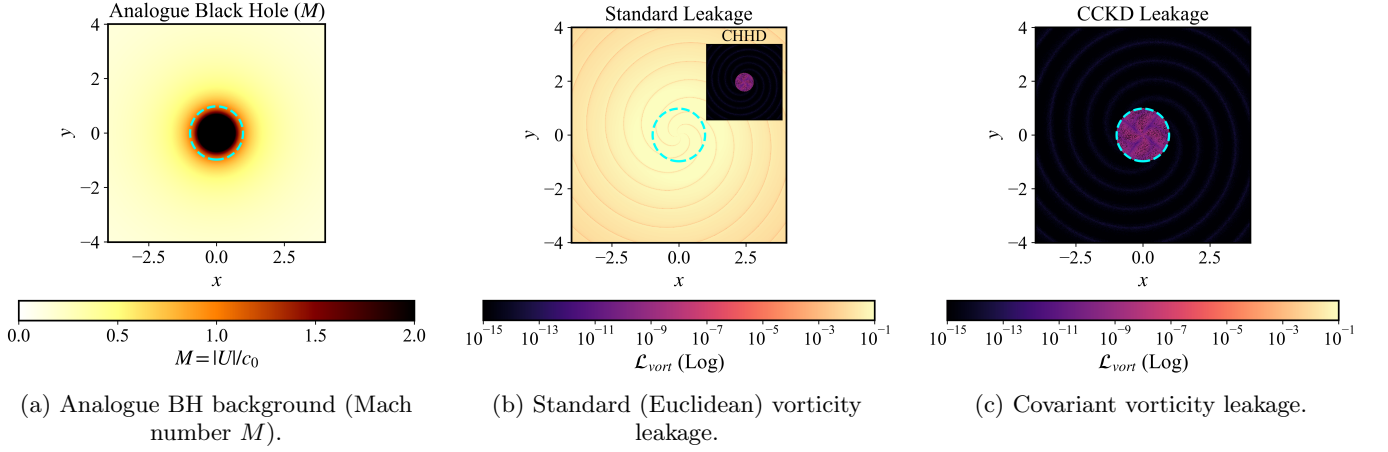 Analogue Black Hole (M)
4
2
0
−2
−4
y
−2.5 0.0 2.5
x
0.0 0.5 1.0 1.5 2.0
M=|U|/c₀
(a) Analogue BH background (Mach
number M).
Standard Leakage
CHHD
4
2
0
−2
−4
y
−2.5 0.0 2.5
x
10⁻¹⁵ 10⁻¹³ 10⁻¹¹ 10⁻⁹ 10⁻⁷ 10⁻⁵ 10⁻³ 10⁻¹
ℒvort (Log)
(b) Standard (Euclidean) vorticity
leakage.
CCKD Leakage
4
2
0
−2
−4
y
−2.5 0.0 2.5
x
10⁻¹⁵ 10⁻¹³ 10⁻¹¹ 10⁻⁹ 10⁻⁷ 10⁻⁵ 10⁻³ 10⁻¹
ℒvort (Log)
(c) Covariant vorticity leakage.